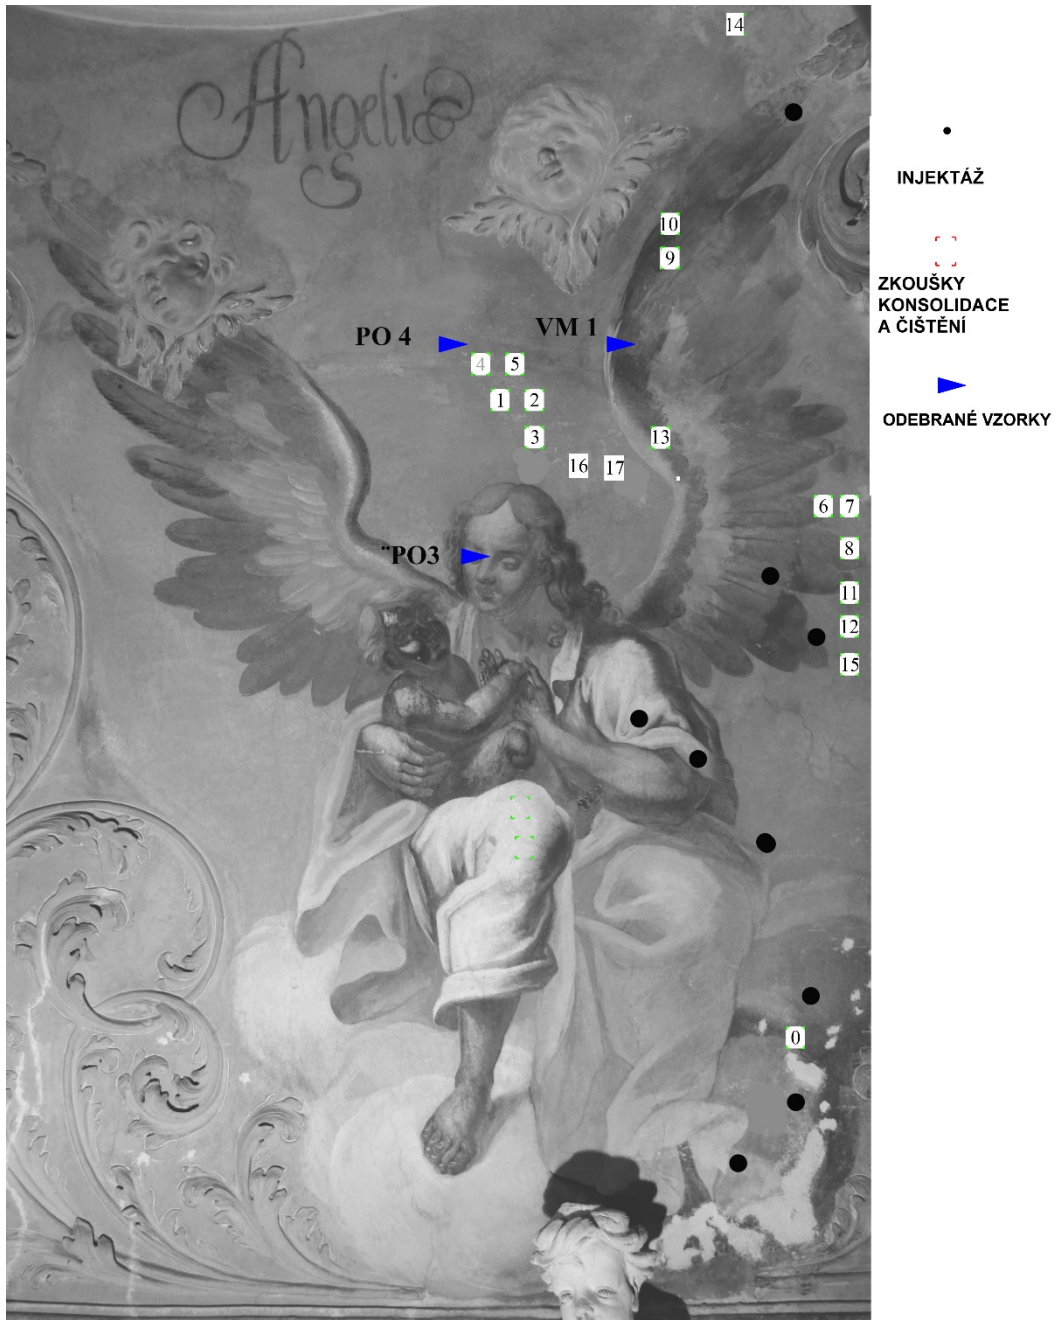 14
Angelis
INJEKTÁŽ
10
9
ZKOUŠKY
KONSOLIDACE
A ČIŠTĚNÍ
PO 4
VM 1
4 5
1 2
3
13
ODEBRANÉ VZORKY
16 17
6 7
¨PO3
8
11
12
15
0